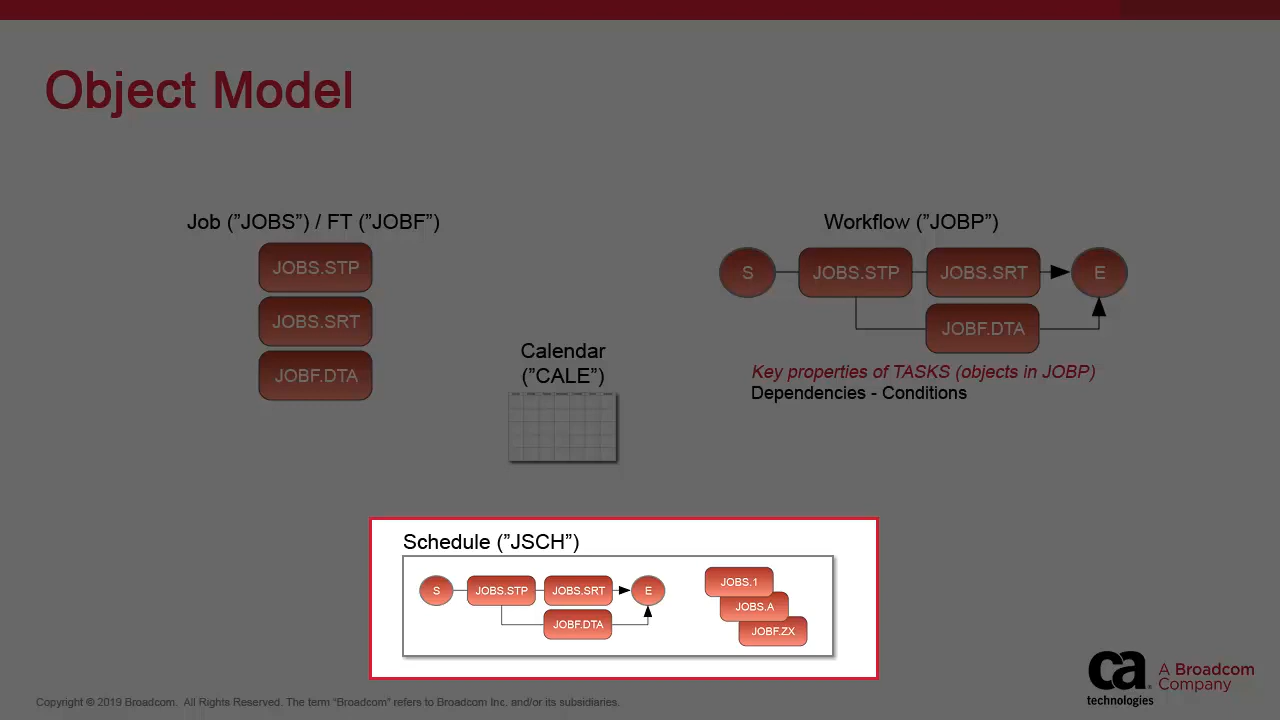 Object Model
Job ("JOBS") / FT ("JOBF")
JOBS.STP
JOBS.SRT
JOBF.DTA
Calendar
("CALE")
Workflow ("JOBP")
S
JOBS.STP
JOBS.SRT
E
JOBF.DTA
Key properties of TASKS (objects in JOBP)
Dependencies - Conditions
Schedule ("JSCH")
S
JOBS.STP
JOBS.SRT
E
JOBF.DTA
JOBS.1
JOBS.A
JOBF.ZX
Copyright © 2019 Broadcom. All Rights Reserved. The term “Broadcom” refers to Broadcom Inc. and/or its subsidiaries.
ca
technologies
A Broadcom
Company